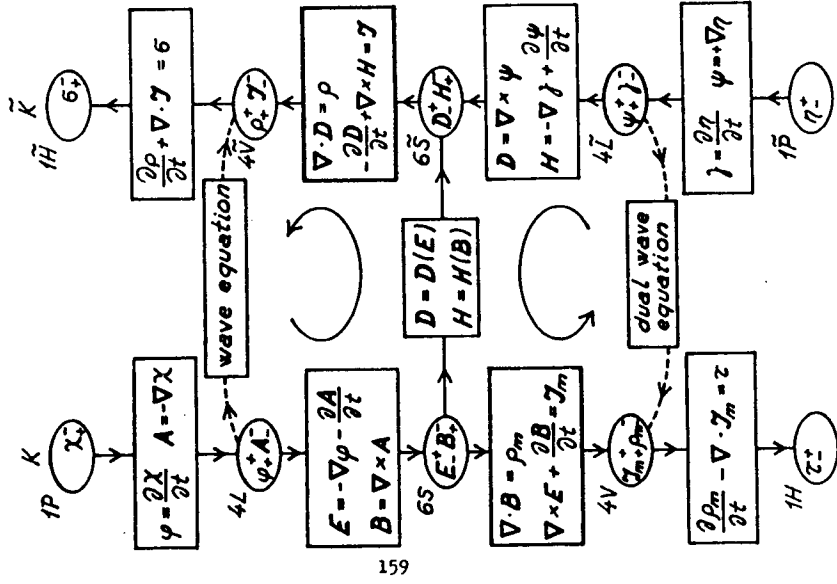 K
1P
χ₊⁻
φ = ∂χ/∂t A = -∇χ
4L
φ₊⁺ A₋⁻
E = -∇φ - ∂A/∂t
B = ∇×A
6S
E₋⁺ B₊⁻
∇·B = ρₘ
∇×E + ∂B/∂t = Jₘ
4V
Jₘ₊⁺ ρₘ₋⁻
∂ρₘ/∂t - ∇·Jₘ = τ
1H
τ₋⁻
wave equation
D = D(E)
H = H(B)
dual wave
equation
K̃
1H̃
σ₊⁻
∂ρ/∂t + ∇·J = σ
4Ṽ
ρ₊⁺ J₋⁻
∇·D = ρ
-∂D/∂t + ∇×H = J
6S̃
D₋⁺ H₊⁻
D = ∇×ψ
H = -∇γ + ∂ψ/∂t
4L̃
ψ₊⁺ γ₋⁻
γ = ∂η/∂t ψ = +∇η
1P̃
η₋⁻
159